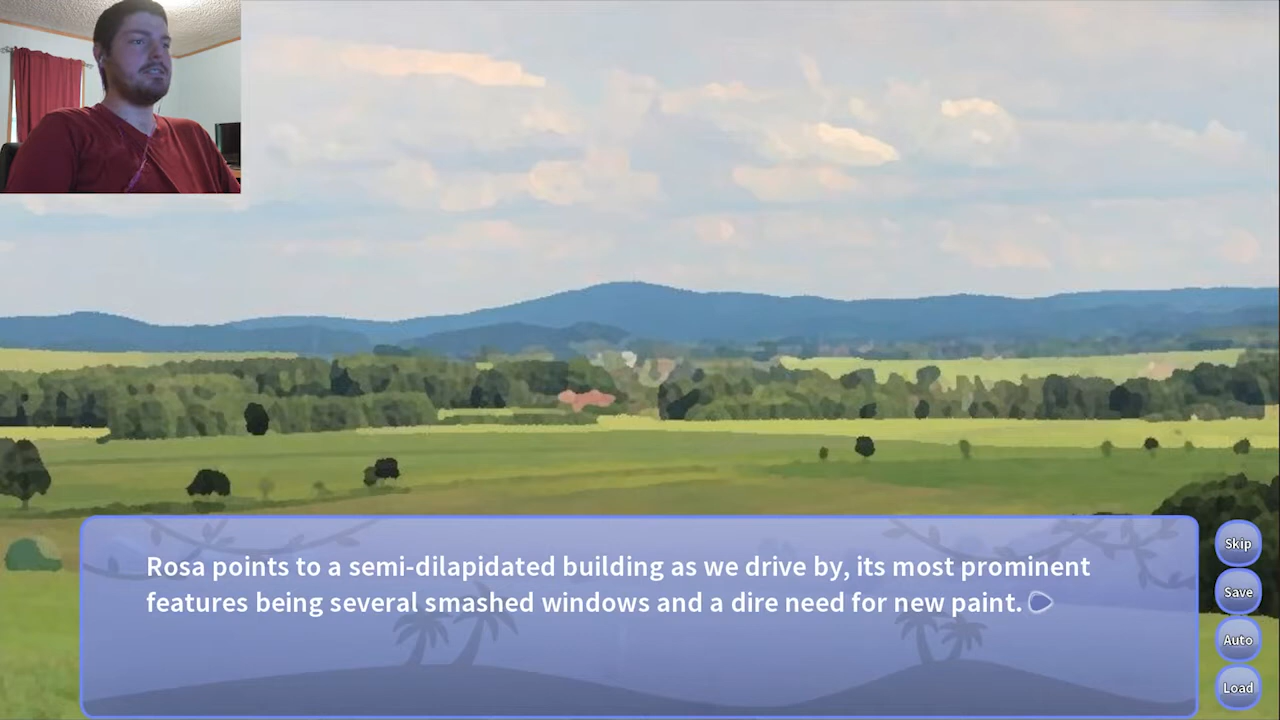 Rosa points to a semi-dilapidated building as we drive by, its most prominent
features being several smashed windows and a dire need for new paint.
Skip
Save
Auto
Load